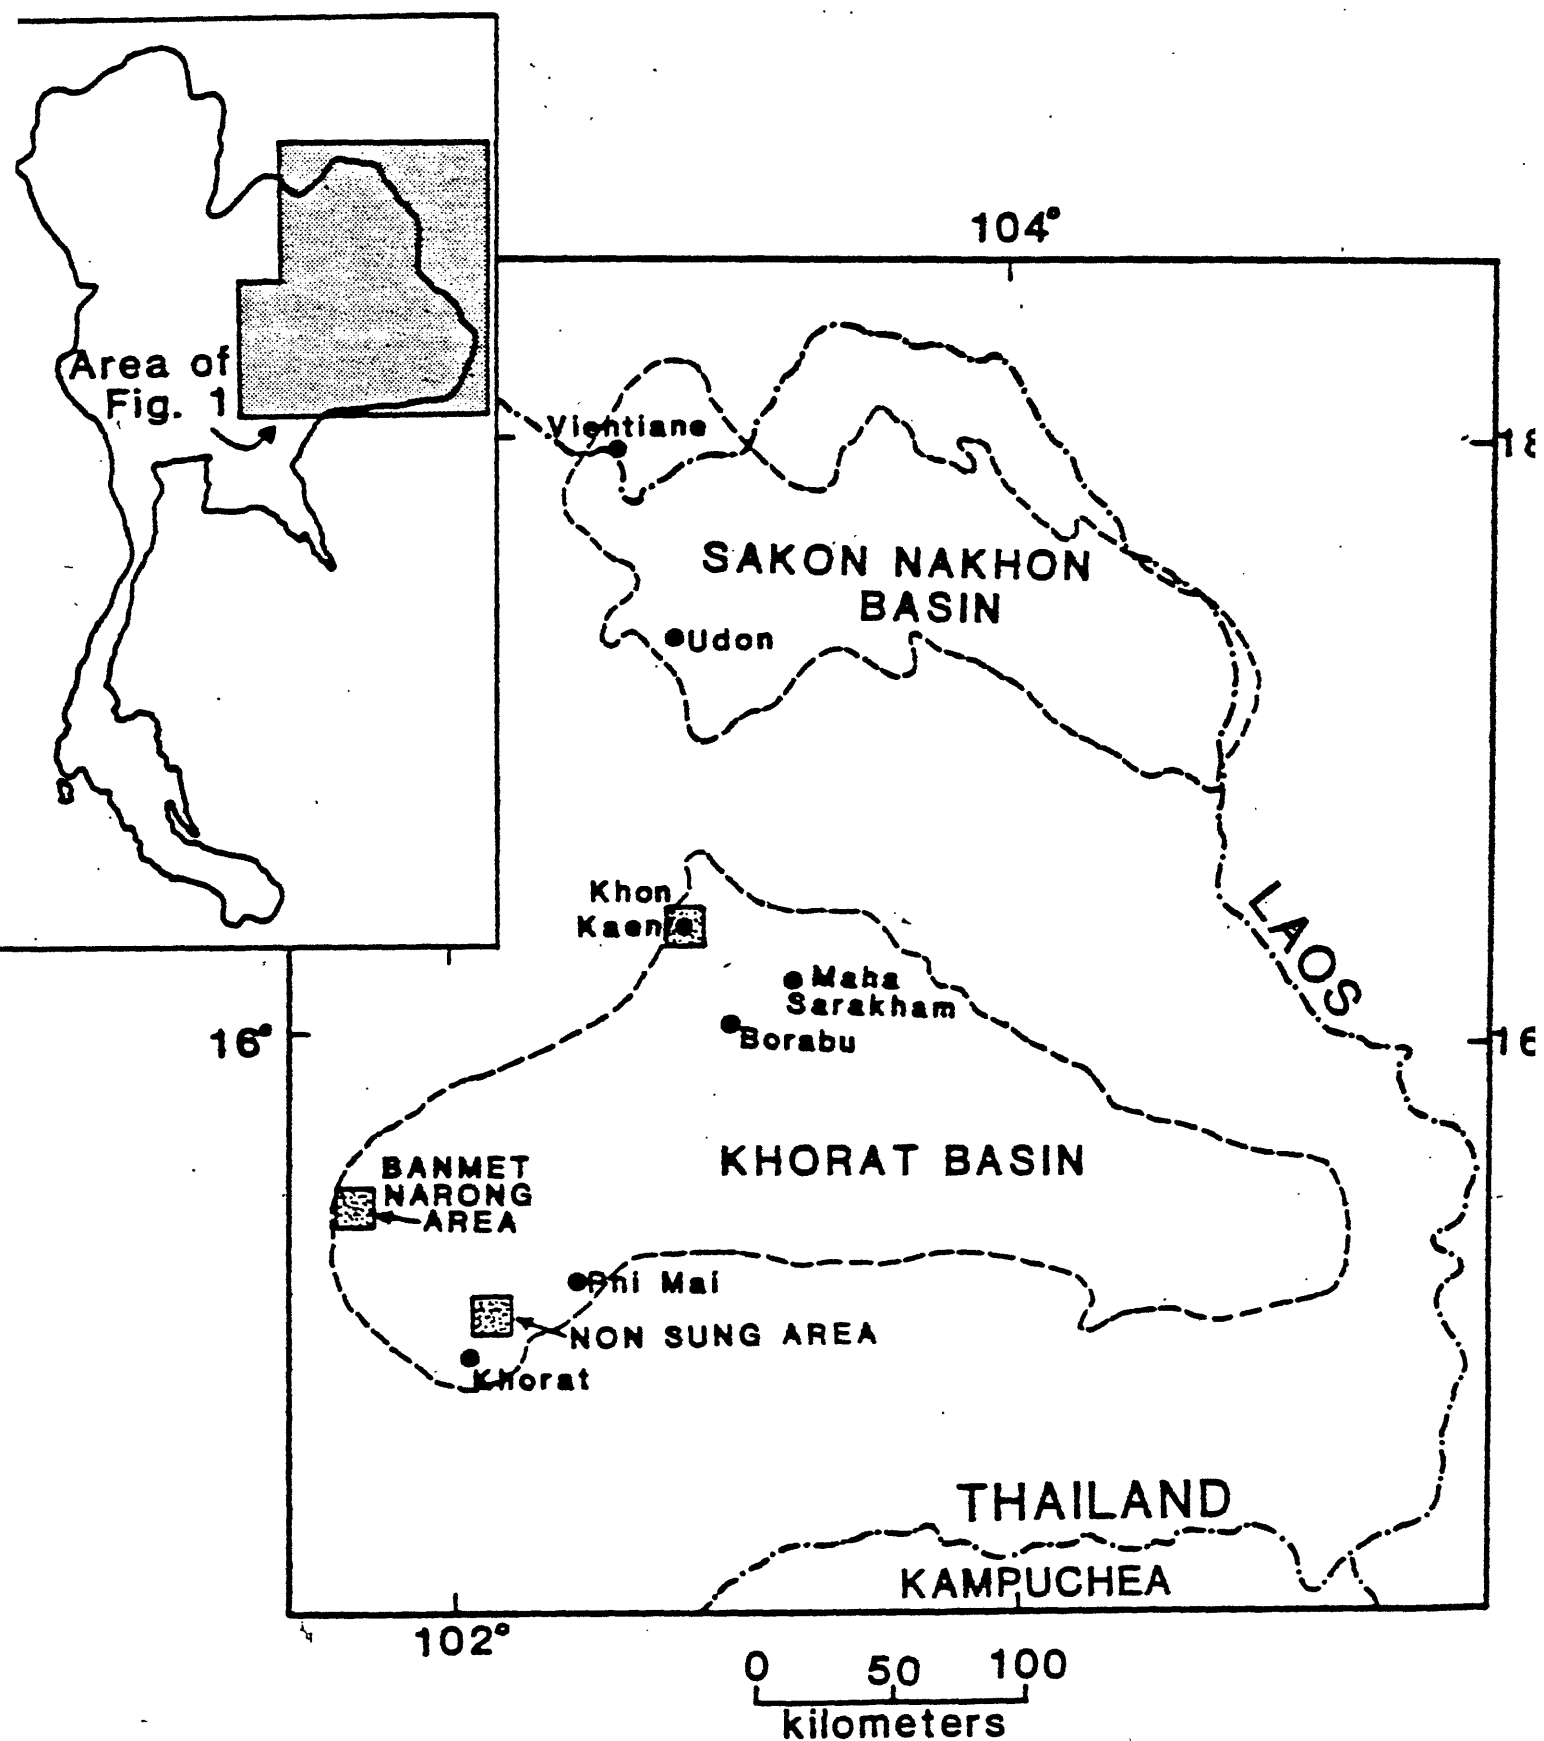 Area of
Fig. 1
104°
Vientiane
18
SAKON NAKHON
BASIN
Udon
LAOS
Khon
Kaen
Maha
Sarakham
Borabu
16°
16
KHORAT BASIN
BANMET
NARONG
AREA
Phi Mai
NON SUNG AREA
Khorat
THAILAND
KAMPUCHEA
102°
0 50 100
kilometers